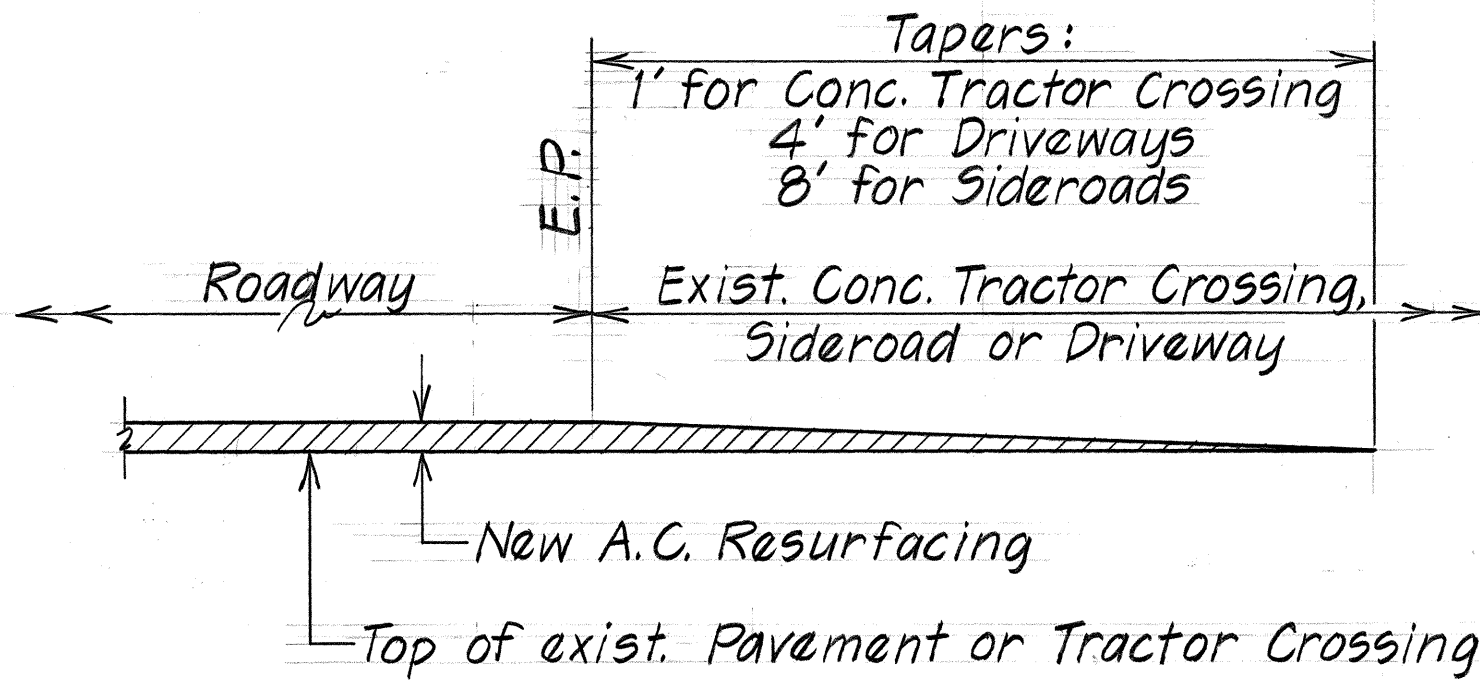 Tapers:
1' for Conc. Tractor Crossing
4' for Driveways
8' for Sideroads
E.P.
Roadway
Exist. Conc. Tractor Crossing,
Sideroad or Driveway
New A.C. Resurfacing
Top of exist. Pavement or Tractor Crossing